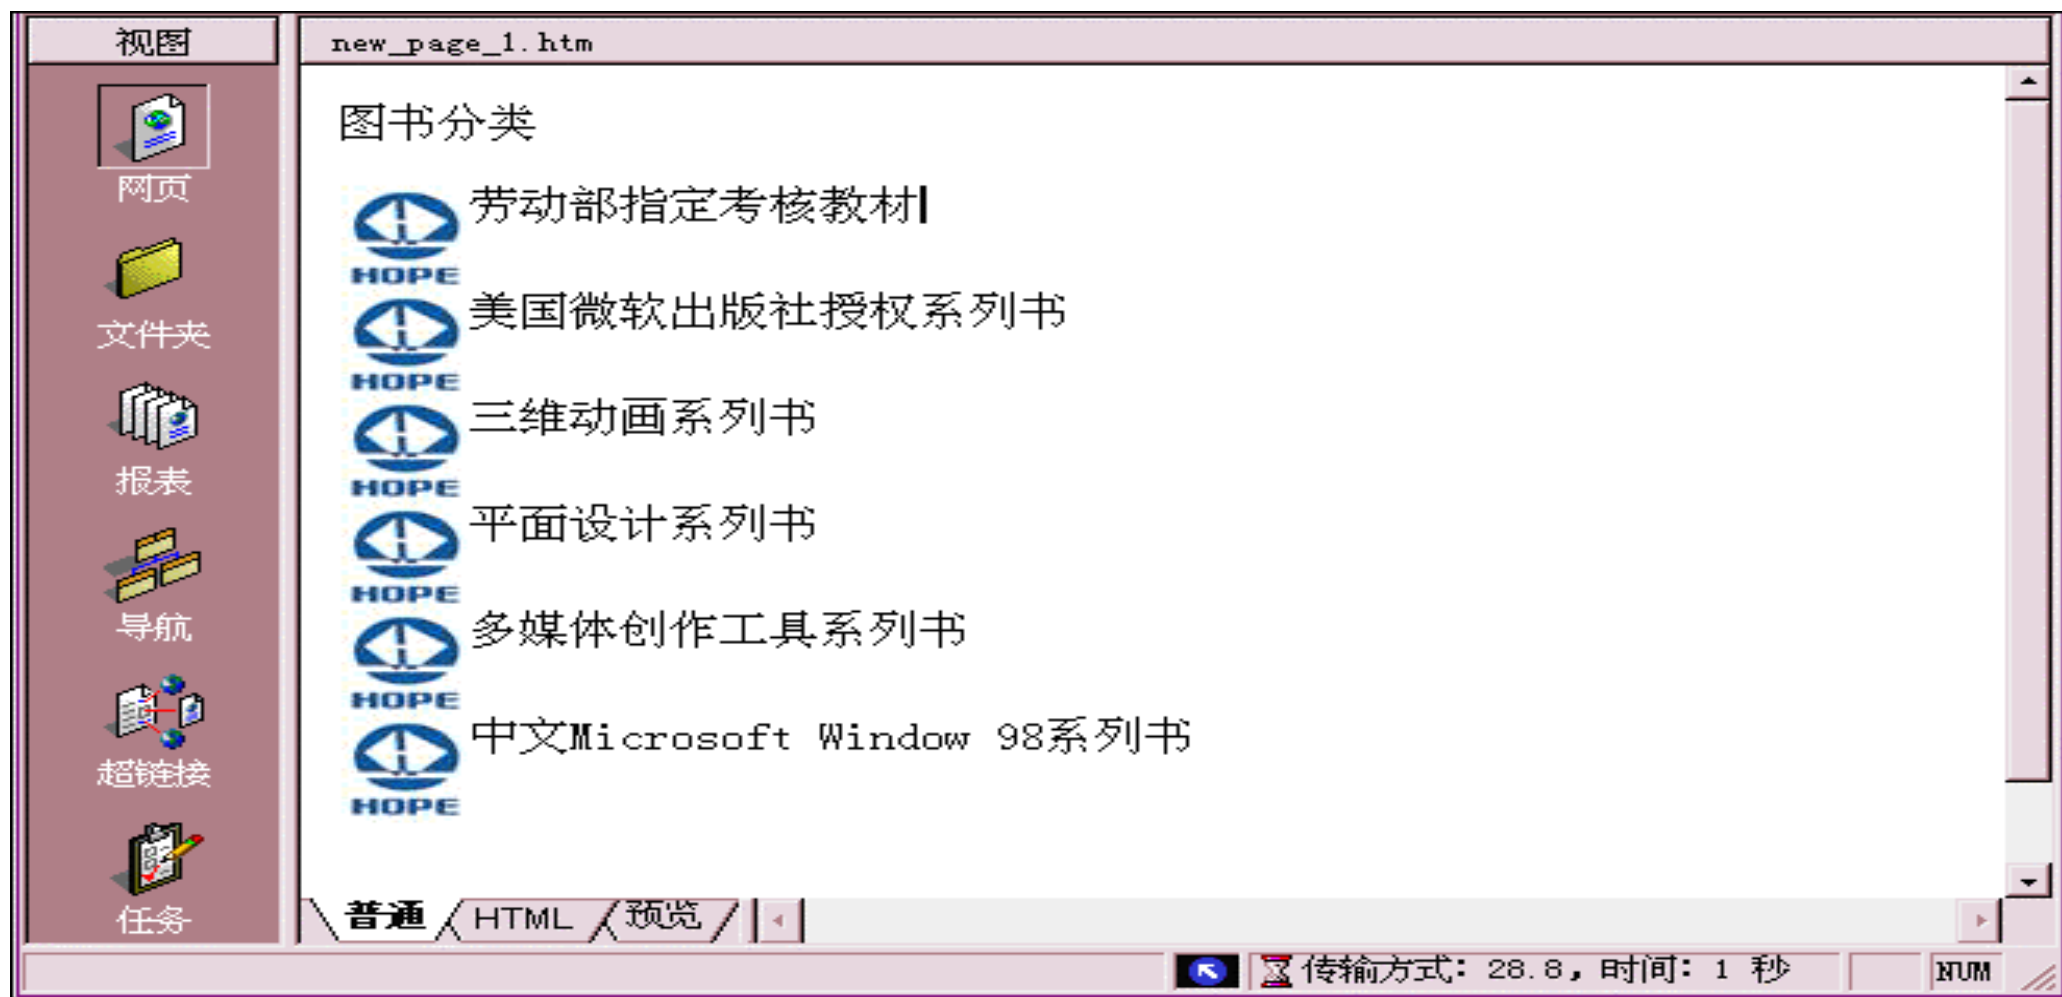 视图
new_page_1.htm
网页
文件夹
报表
导航
超链接
任务
图书分类
HOPE 劳动部指定考核教材
HOPE 美国微软出版社授权系列书
HOPE 三维动画系列书
HOPE 平面设计系列书
HOPE 多媒体创作工具系列书
HOPE 中文Microsoft Window 98系列书
普通 HTML 预览
传输方式: 28.8, 时间: 1 秒 NUM